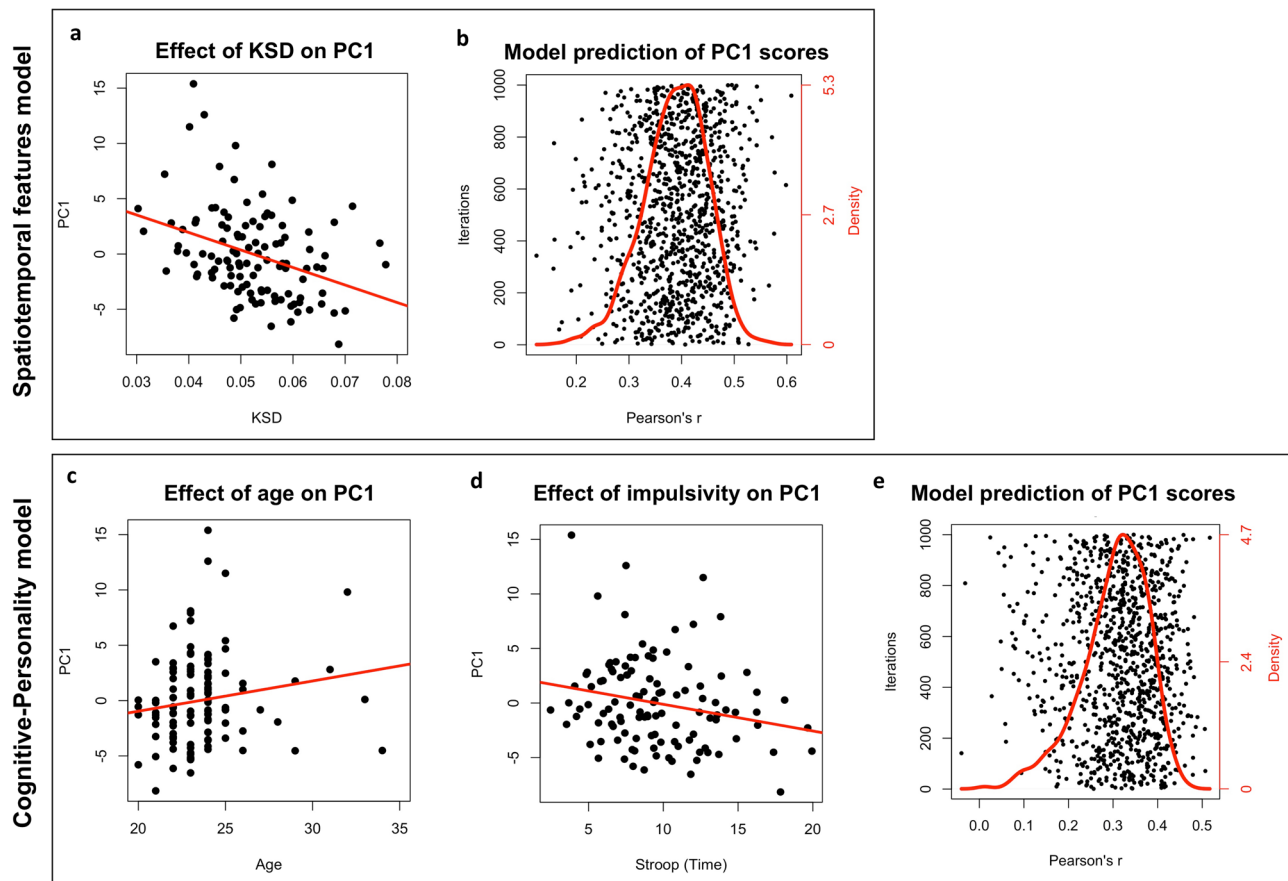 Spatiotemporal features model
a
Effect of KSD on PC1
15
10
5
0
-5
PC1
0.03 0.04 0.05 0.06 0.07 0.08
KSD
b
Model prediction of PC1 scores
1000
800
600
400
200
0
Iterations
5.3
2.7
0
Density
0.2 0.3 0.4 0.5 0.6
Pearson's r
Cognitive-Personality model
c
Effect of age on PC1
15
10
5
0
-5
PC1
20 25 30 35
Age
d
Effect of impulsivity on PC1
15
10
5
0
-5
PC1
5 10 15 20
Stroop (Time)
e
Model prediction of PC1 scores
1000
800
600
400
200
0
Iterations
4.7
2.4
0
Density
0.0 0.1 0.2 0.3 0.4 0.5
Pearson's r